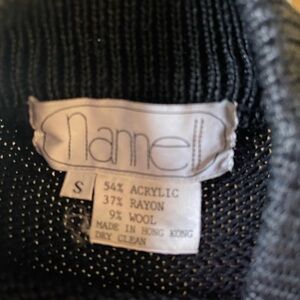 nannell
S
54% ACRYLIC
37% RAYON
9% WOOL
MADE IN HONG KONG
DRY CLEAN